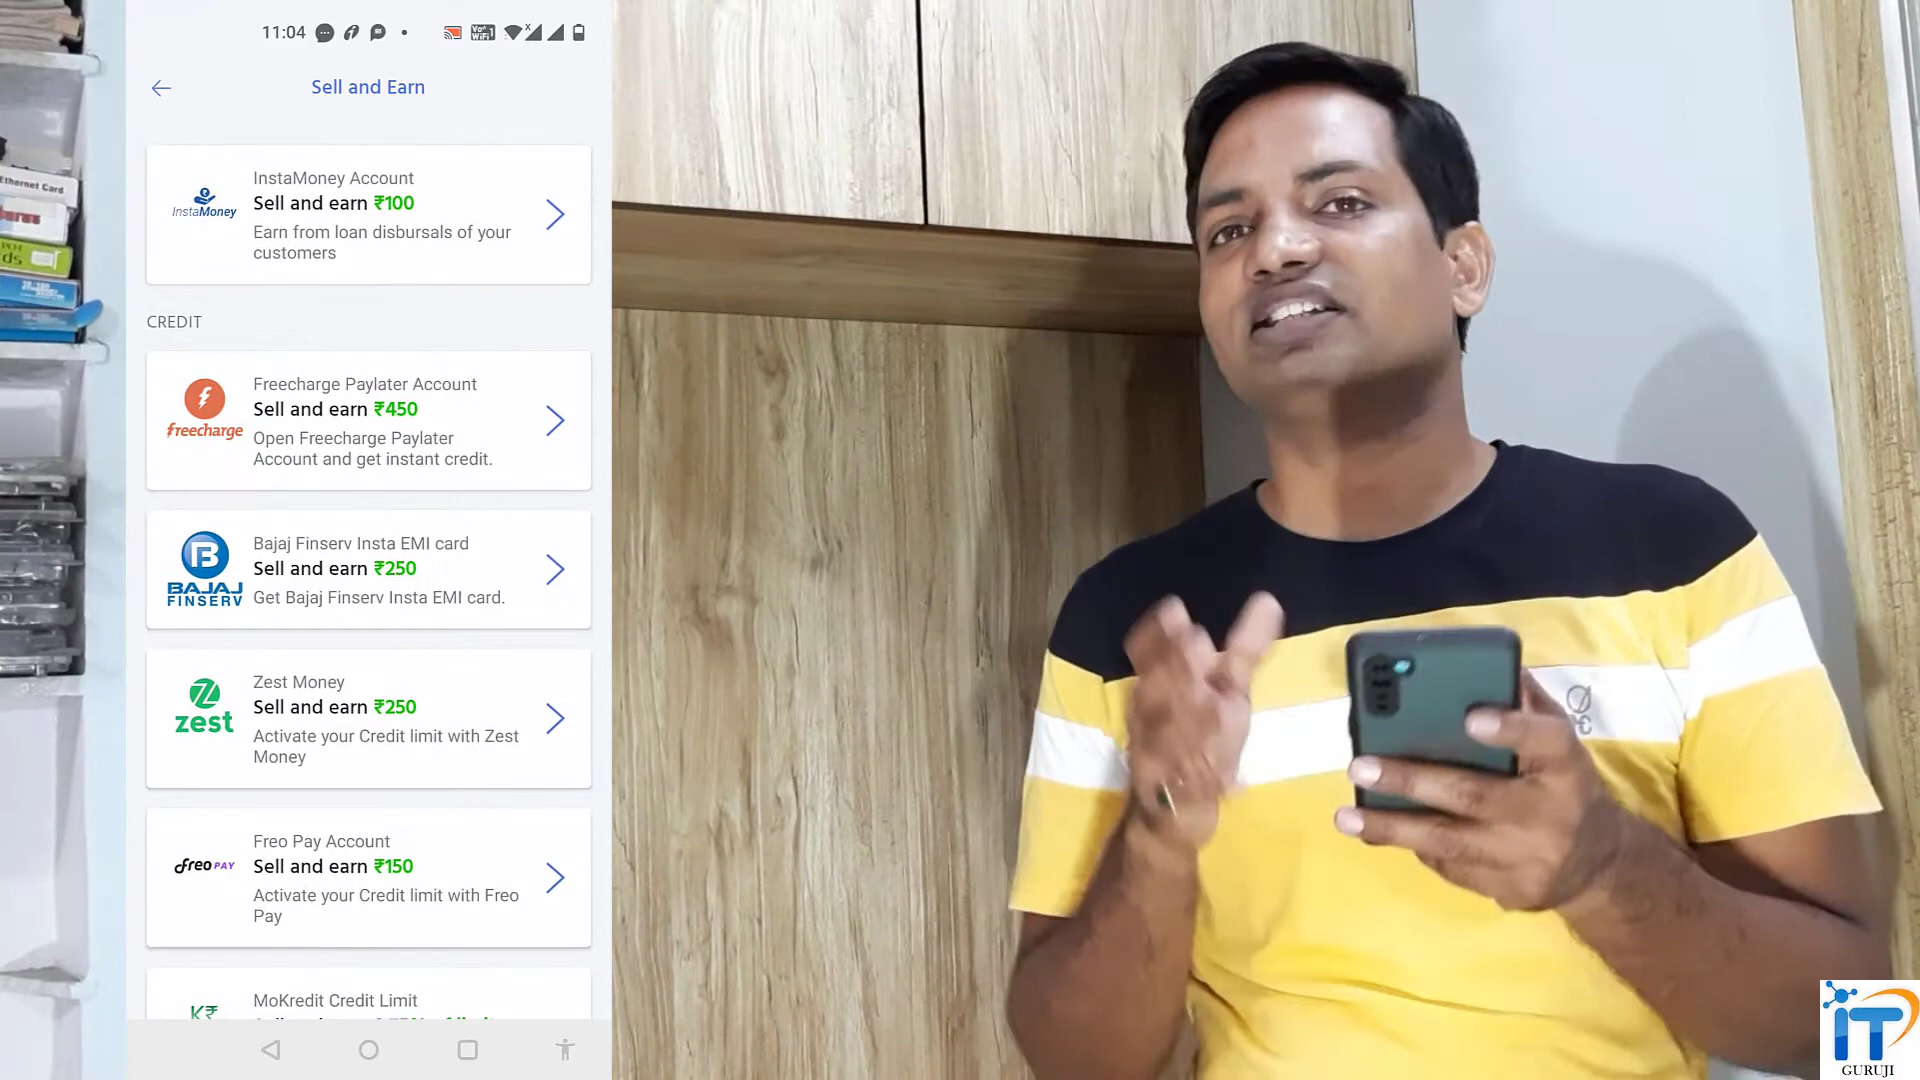 11:04
Sell and Earn
InstaMoney
InstaMoney Account
Sell and earn ₹100
Earn from loan disbursals of your
customers
CREDIT
freecharge
Freecharge Paylater Account
Sell and earn ₹450
Open Freecharge Paylater
Account and get instant credit.
BAJAJ
FINSERV
Bajaj Finserv Insta EMI card
Sell and earn ₹250
Get Bajaj Finserv Insta EMI card.
zest
Zest Money
Sell and earn ₹250
Activate your Credit limit with Zest
Money
freo PAY
Freo Pay Account
Sell and earn ₹150
Activate your Credit limit with Freo
Pay
MoKredit Credit Limit
Ethernet Card
iT
GURUJI